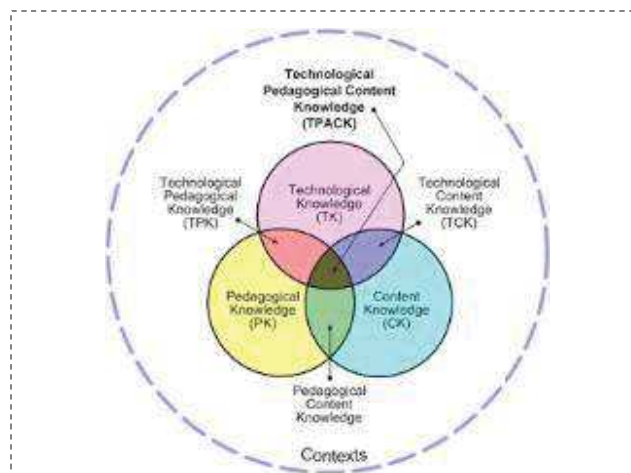 Technological
Pedagogical Content
Knowledge
(TPACK)
Technological
Pedagogical
Knowledge
(TPK)
Technological
Knowledge
(TK)
Technological
Content
Knowledge
(TCK)
Pedagogical
Knowledge
(PK)
Content
Knowledge
(CK)
Pedagogical
Content
Knowledge
Contexts